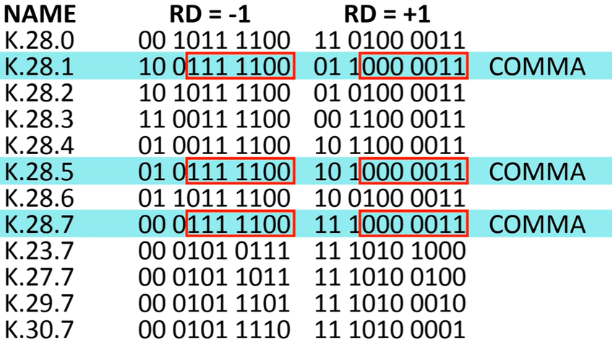 NAME RD = -1 RD = +1
K.28.0 00 1011 1100 11 0100 0011
K.28.1 10 0111 1100 01 1000 0011 COMMA
K.28.2 10 1011 1100 01 0100 0011
K.28.3 11 0011 1100 00 1100 0011
K.28.4 01 0011 1100 10 1100 0011
K.28.5 01 0111 1100 10 1000 0011 COMMA
K.28.6 01 1011 1100 10 0100 0011
K.28.7 00 0111 1100 11 1000 0011 COMMA
K.23.7 00 0101 0111 11 1010 1000
K.27.7 00 0101 1011 11 1010 0100
K.29.7 00 0101 1101 11 1010 0010
K.30.7 00 0101 1110 11 1010 0001